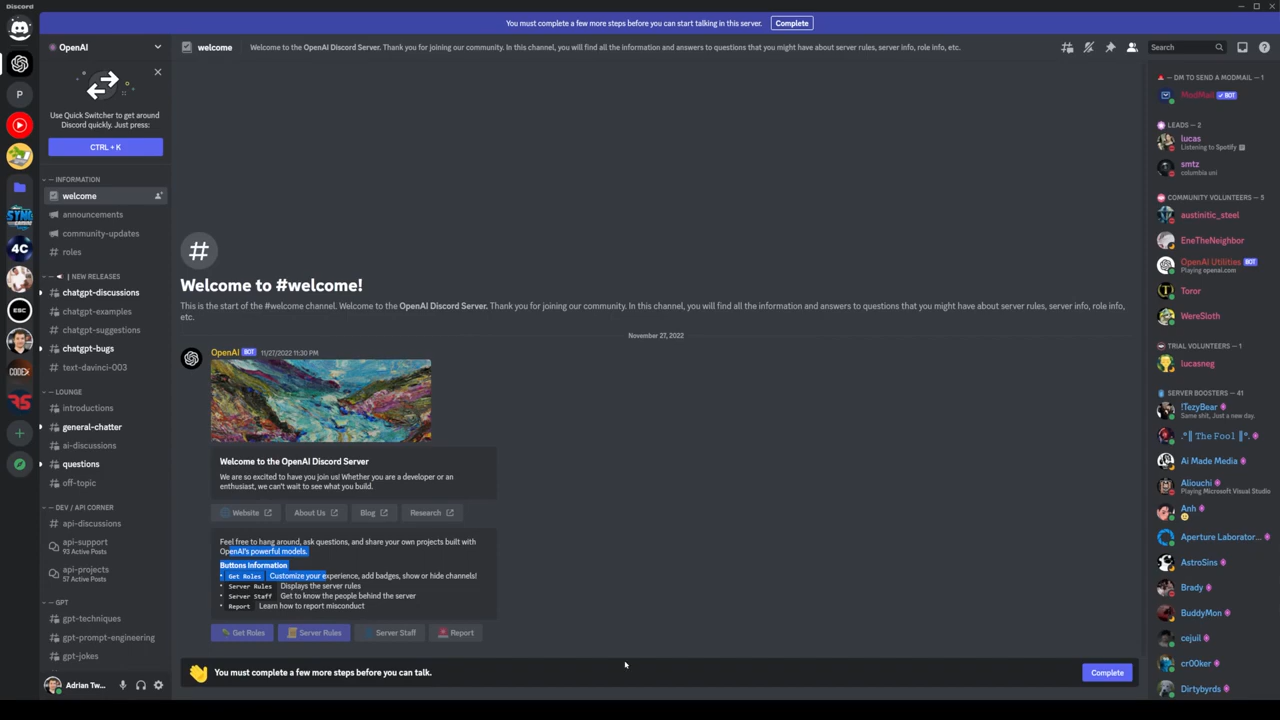 Discord
You must complete a few more steps before you can start talking in this server. Complete
OpenAI
Use Quick Switcher to get around
Discord quickly. Just press:
CTRL + K
INFORMATION
welcome
announcements
community-updates
roles
NEW RELEASES
chatgpt-discussions
chatgpt-examples
chatgpt-suggestions
chatgpt-bugs
text-davinci-003
LOUNGE
introductions
general-chatter
ai-discussions
questions
off-topic
DEV / API CORNER
api-discussions
api-support
93 Active Posts
api-projects
57 Active Posts
GPT
gpt-techniques
gpt-prompt-engineering
gpt-jokes
Adrian Tw...
P
SYNC
4C
ESC
CODEX
RS
welcome Welcome to the OpenAI Discord Server. Thank you for joining our community. In this channel, you will find all the information and answers to questions that you might have about server rules, server info, role info, etc.
Search
Welcome to #welcome!
This is the start of the #welcome channel. Welcome to the OpenAI Discord Server. Thank you for joining our community. In this channel, you will find all the information and answers to questions that you might have about server rules, server info, role info,
etc.
November 27, 2022
OpenAI BOT 11/27/2022 11:30 PM
Welcome to the OpenAI Discord Server
We are so excited to have you join us! Whether you are a developer or an
enthusiast, we can't wait to see what you build.
Website About Us Blog Research
Feel free to hang around, ask questions, and share your own projects built with
OpenAI's powerful models.
Buttons Information
• Get Roles Customize your experience, add badges, show or hide channels!
• Server Rules Displays the server rules
• Server Staff Get to know the people behind the server
• Report Learn how to report misconduct
Get Roles Server Rules Server Staff Report
You must complete a few more steps before you can talk. Complete
— DM TO SEND A MODMAIL — 1
ModMail ✓ BOT
LEADS — 2
lucas
Listening to Spotify
smtz
columbia uni
COMMUNITY VOLUNTEERS — 5
austinitic_steel
EneTheNeighbor
OpenAI Utilities BOT
Playing openai.com
Toror
WereSloth
TRIAL VOLUNTEERS — 1
lucasneg
SERVER BOOSTERS — 41
!TezyBear
Same shit, Just a new day.
The Fool
Ai Made Media
Aliouchi
Playing Microsoft Visual Studio
Anh
Aperture Laborator...
AstroSins
Brady
BuddyMon
cejuil
cr00ker
Dirtybyrds